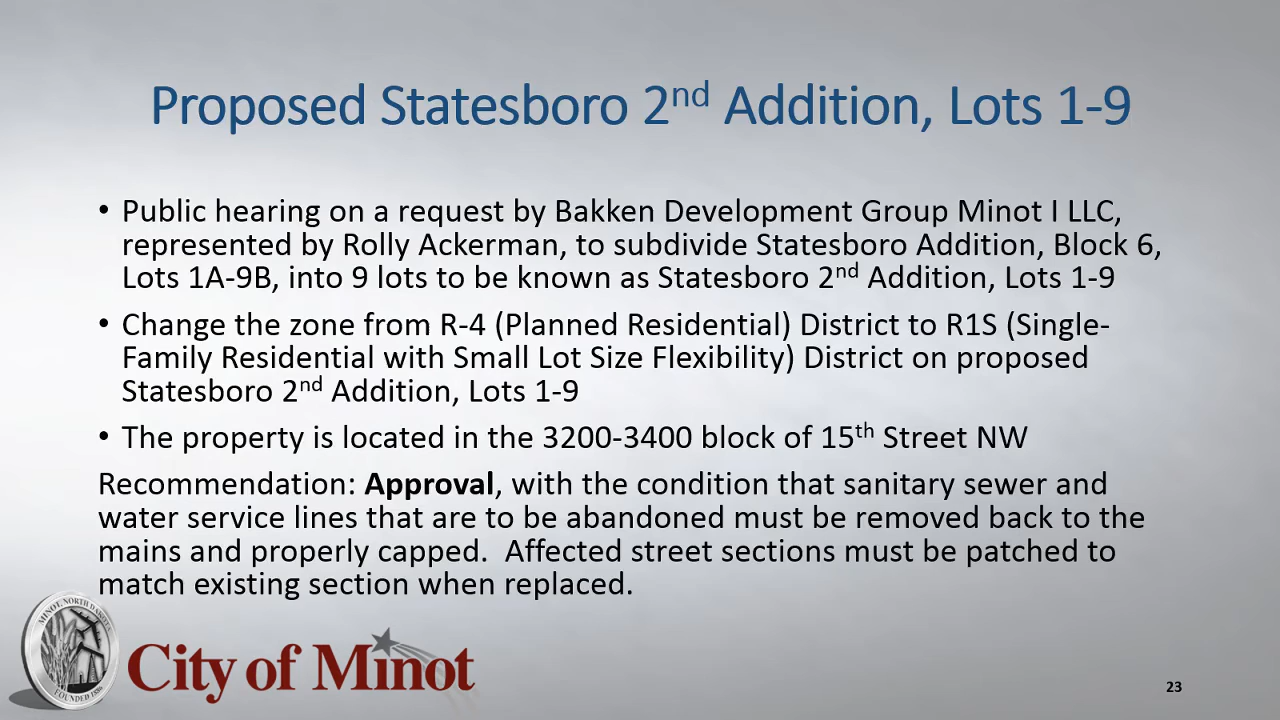 Proposed Statesboro 2nd Addition, Lots 1-9
• Public hearing on a request by Bakken Development Group Minot I LLC,
represented by Rolly Ackerman, to subdivide Statesboro Addition, Block 6,
Lots 1A-9B, into 9 lots to be known as Statesboro 2nd Addition, Lots 1-9
• Change the zone from R-4 (Planned Residential) District to R1S (Single-
Family Residential with Small Lot Size Flexibility) District on proposed
Statesboro 2nd Addition, Lots 1-9
• The property is located in the 3200-3400 block of 15th Street NW
Recommendation: Approval, with the condition that sanitary sewer and
water service lines that are to be abandoned must be removed back to the
mains and properly capped.  Affected street sections must be patched to
match existing section when replaced.
MINOT, NORTH DAKOTA
FOUNDED 1886
City of Minot
23